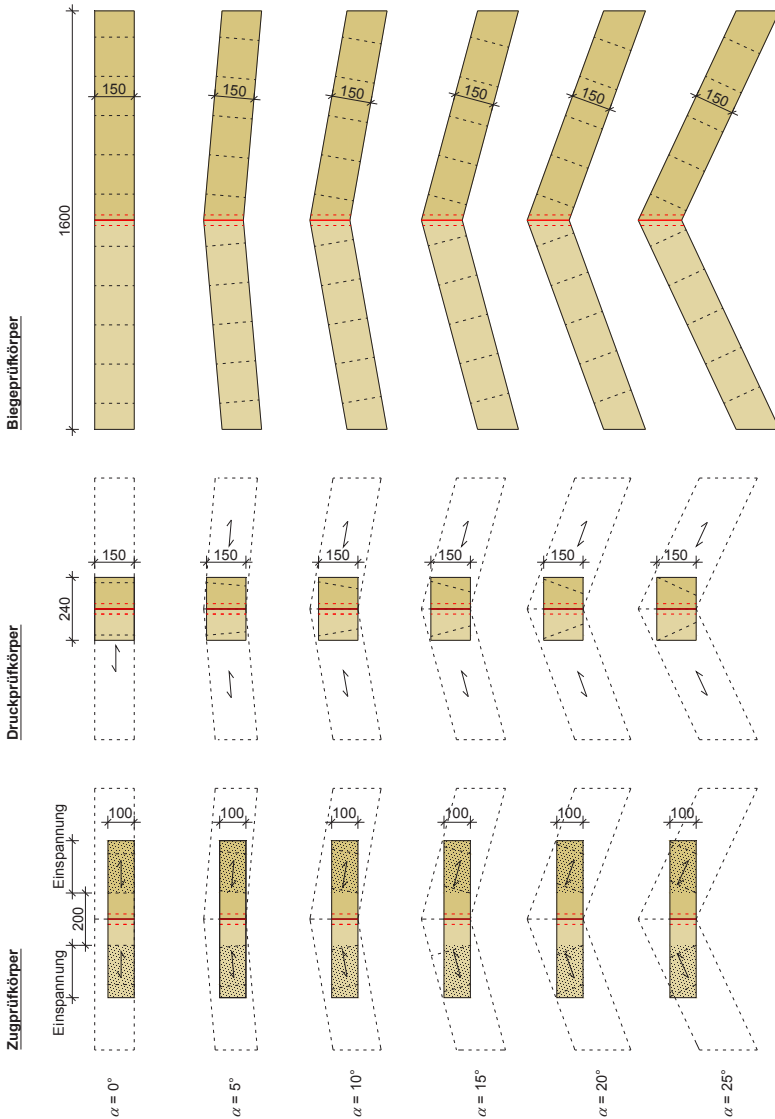 Biegeprüfkörper
1600
150
150
150
150
150
150
Druckprüfkörper
240
150
150
150
150
150
150
Zugprüfkörper
Einspannung
200
Einspannung
100
100
100
100
100
100
α = 0°
α = 5°
α = 10°
α = 15°
α = 20°
α = 25°